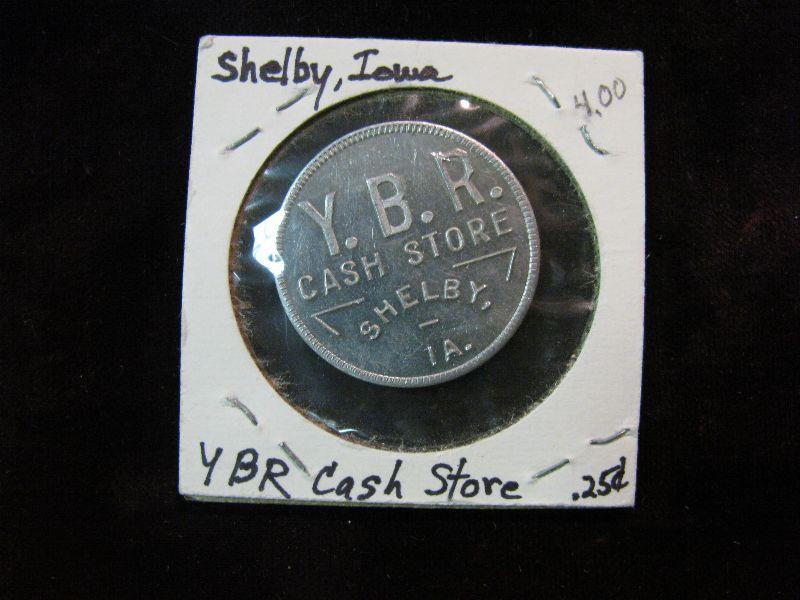 Shelby, Iowa
4.00
Y. B. R.
CASH STORE
SHELBY,
IA.
YBR Cash Store .25¢